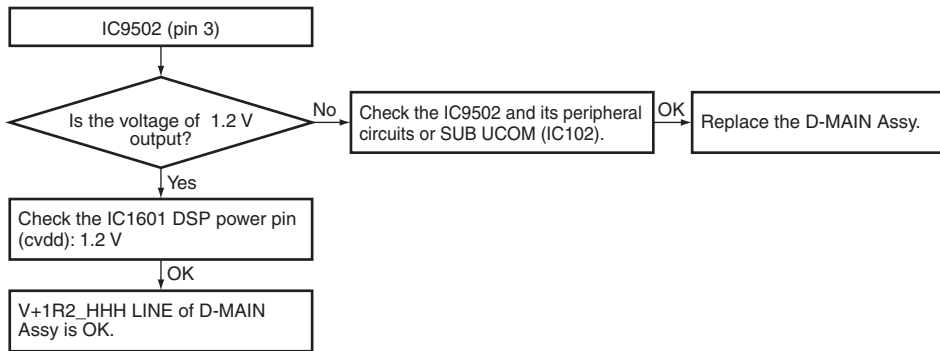 IC9502 (pin 3)
Is the voltage of 1.2 V
output?
No
Check the IC9502 and its peripheral
circuits or SUB UCOM (IC102).
OK
Replace the D-MAIN Assy.
Yes
Check the IC1601 DSP power pin
(cvdd): 1.2 V
OK
V+1R2_HHH LINE of D-MAIN
Assy is OK.